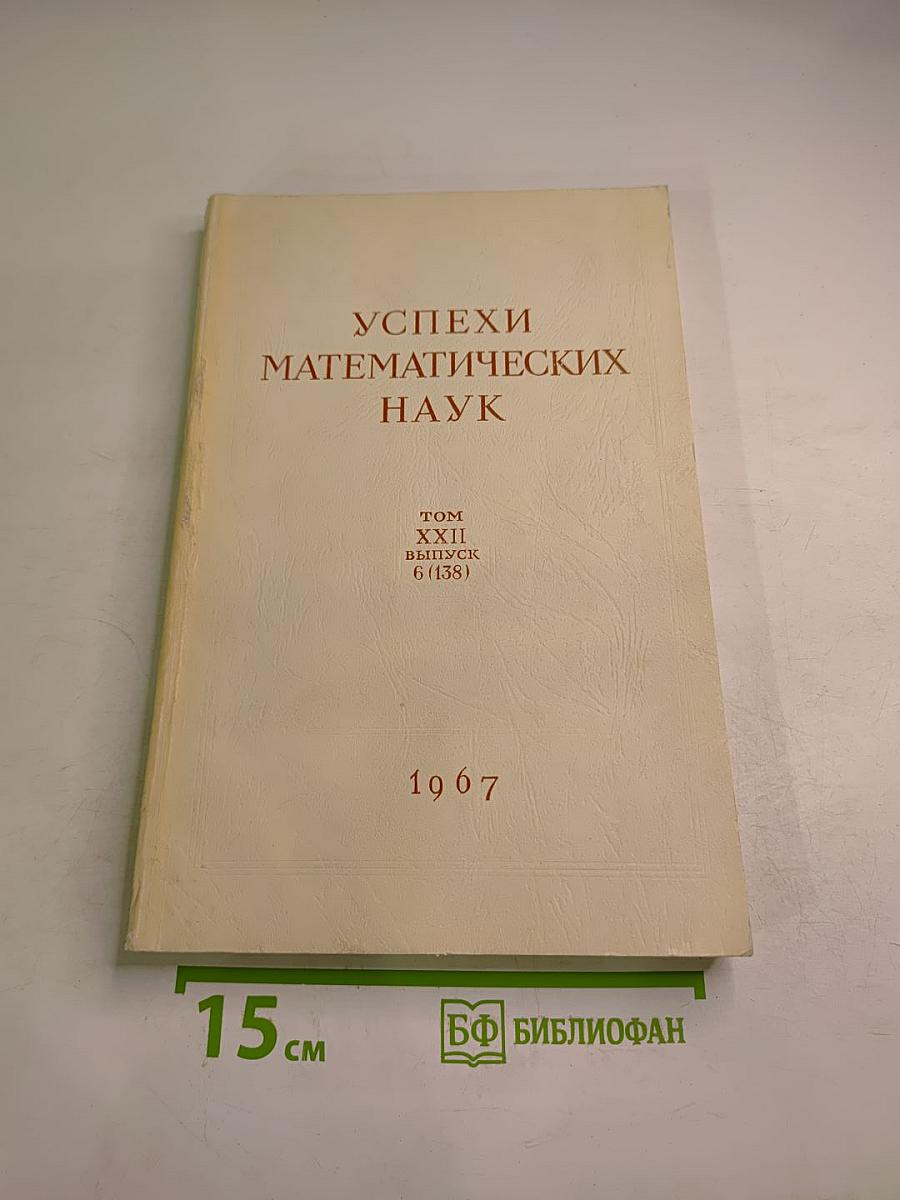 УСПЕХИ
МАТЕМАТИЧЕСКИХ
НАУК
ТОМ
XXII
ВЫПУСК
6 (138)
1967
15 см
БФ БИБЛИОФАН